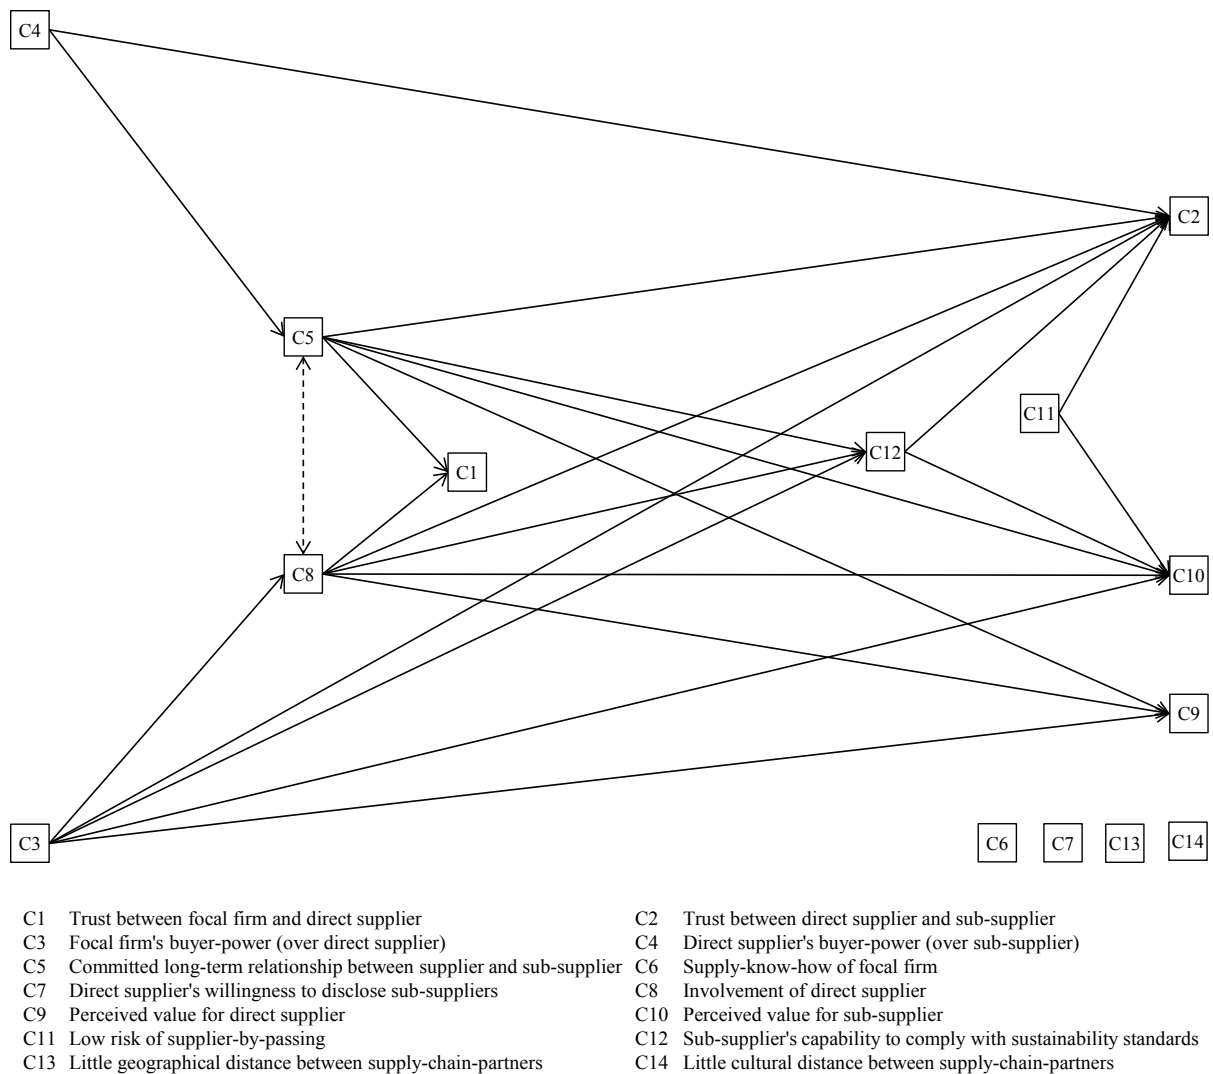 C4
C2
C5
C11
C12
C1
C8
C10
C9
C3
C6 C7 C13 C14
C1 Trust between focal firm and direct supplier
C2 Trust between direct supplier and sub-supplier
C3 Focal firm's buyer-power (over direct supplier)
C4 Direct supplier's buyer-power (over sub-supplier)
C5 Committed long-term relationship between supplier and sub-supplier
C6 Supply-know-how of focal firm
C7 Direct supplier's willingness to disclose sub-suppliers
C8 Involvement of direct supplier
C9 Perceived value for direct supplier
C10 Perceived value for sub-supplier
C11 Low risk of supplier-by-passing
C12 Sub-supplier's capability to comply with sustainability standards
C13 Little geographical distance between supply-chain-partners
C14 Little cultural distance between supply-chain-partners